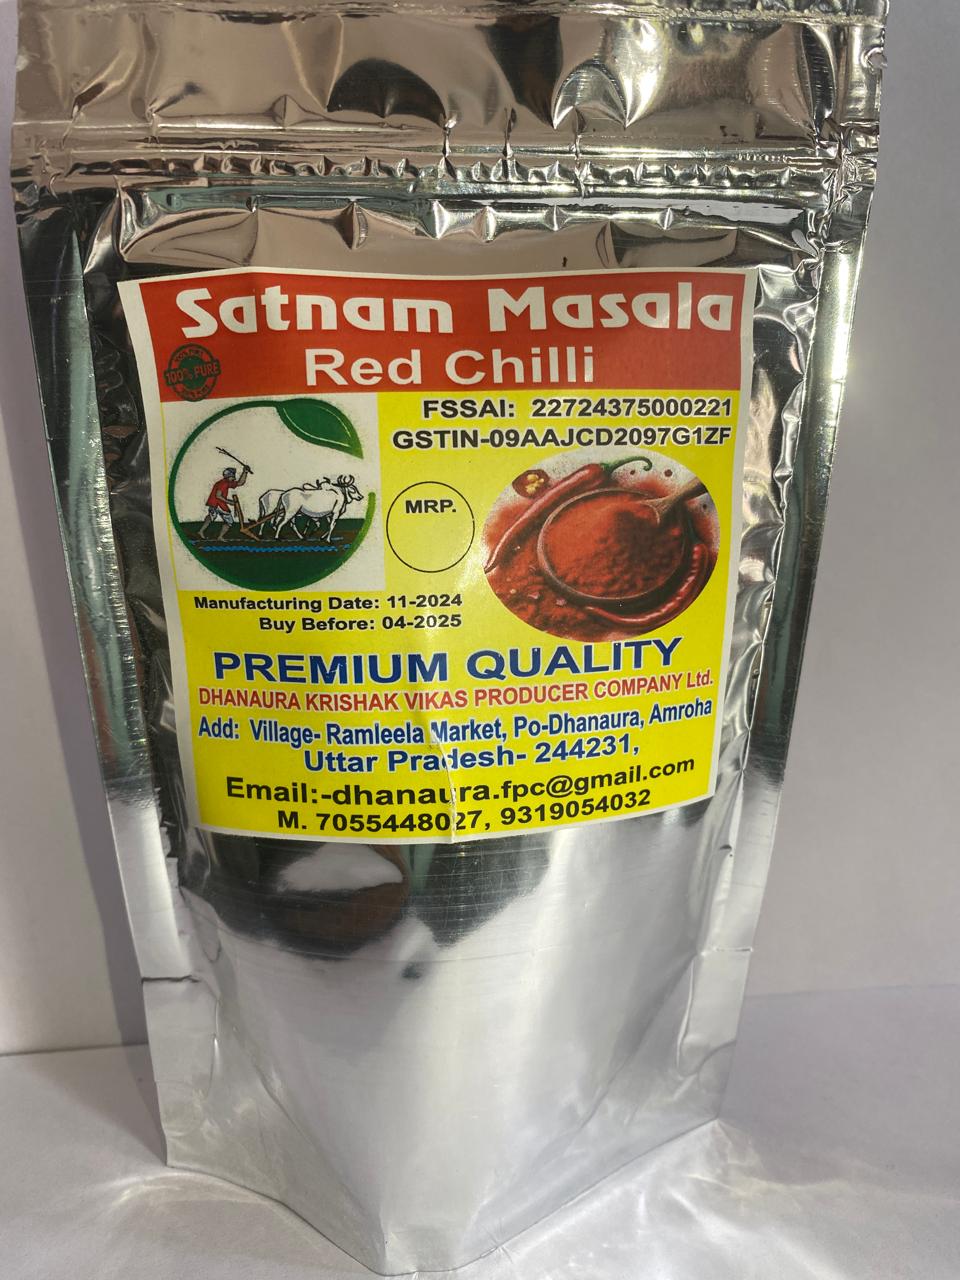 Satnam Masala
Red Chilli
100% PURE
FSSAI: 22724375000221
GSTIN-09AAJCD2097G1ZF
MRP.
Manufacturing Date: 11-2024
Buy Before: 04-2025
PREMIUM QUALITY
DHANAURA KRISHAK VIKAS PRODUCER COMPANY Ltd.
Add: Village- Ramleela Market, Po-Dhanaura, Amroha
Uttar Pradesh- 244231,
Email:-dhanaura.fpc@gmail.com
M. 7055448027, 9319054032